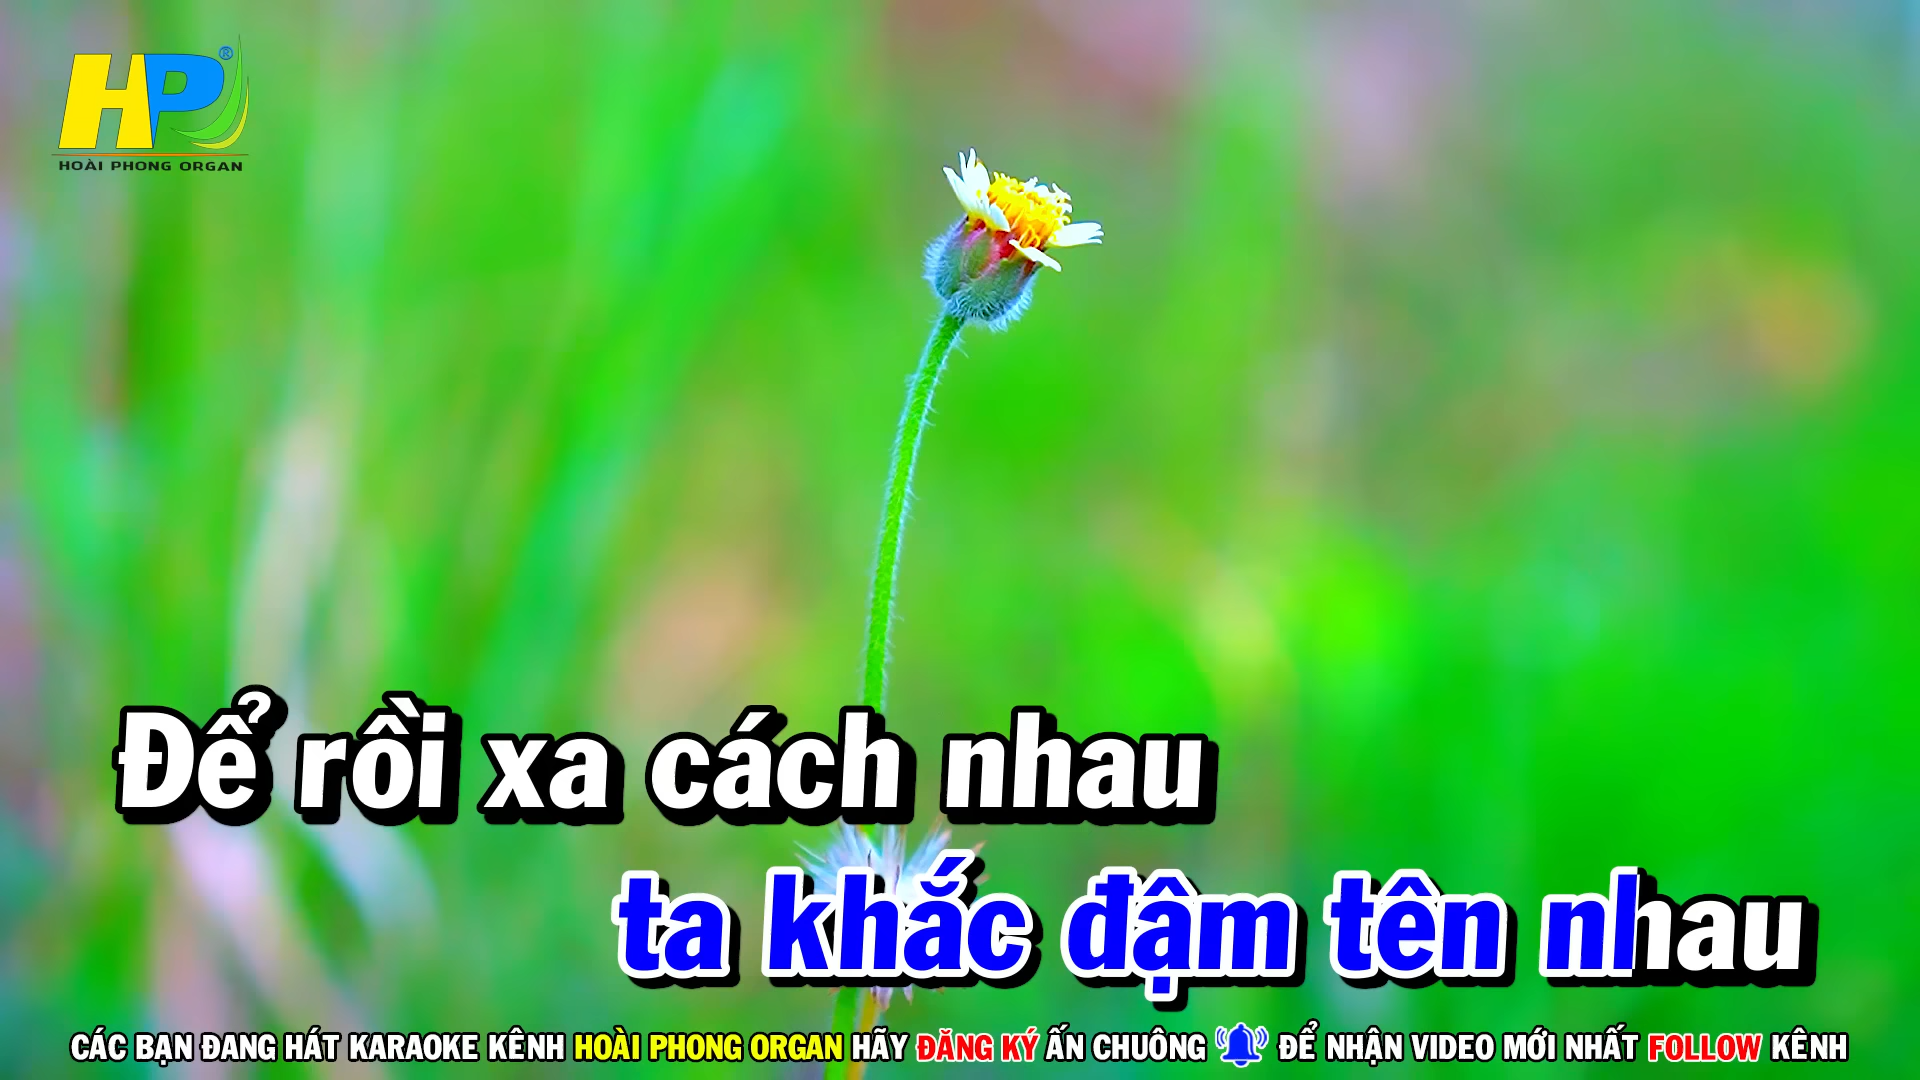 HP®
HOÀI PHONG ORGAN
Để rồi xa cách nhau
ta khắc đậm tên nhau
CÁC BẠN ĐANG HÁT KARAOKE KÊNH HOÀI PHONG ORGAN HÃY ĐĂNG KÝ ẤN CHUÔNG ĐỂ NHẬN VIDEO MỚI NHẤT FOLLOW KÊNH